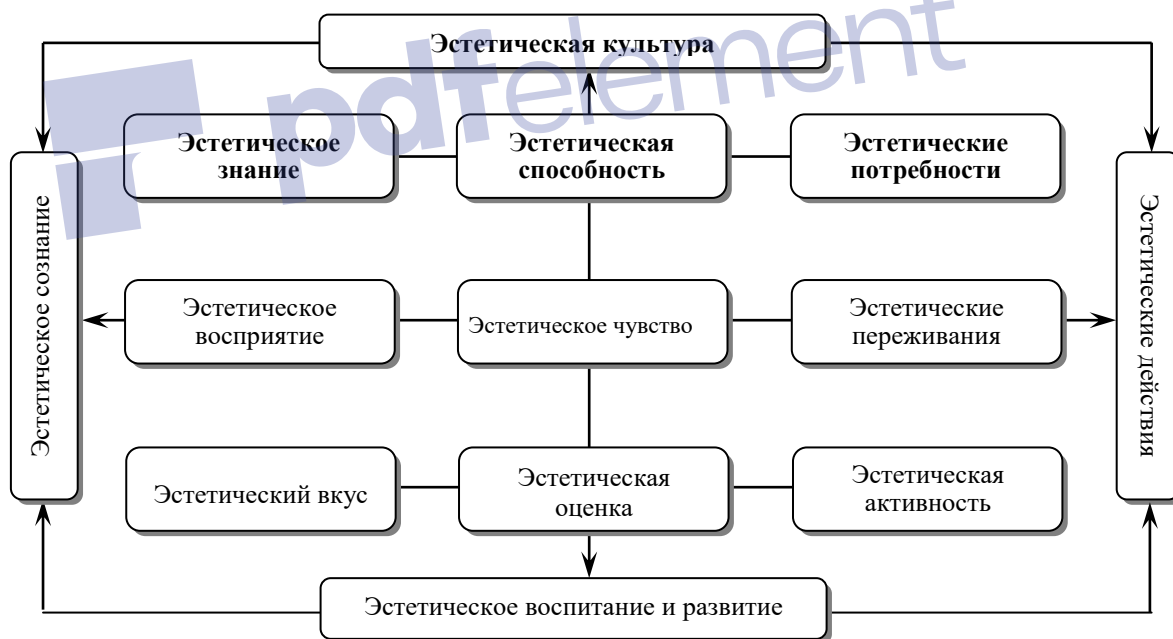 Эстетическая культура
pdfelement
Эстетическое
знание
Эстетическая
способность
Эстетические
потребности
Эстетическое сознание
Эстетические действия
Эстетическое
восприятие
Эстетическое чувство
Эстетические
переживания
Эстетический вкус
Эстетическая
оценка
Эстетическая
активность
Эстетическое воспитание и развитие